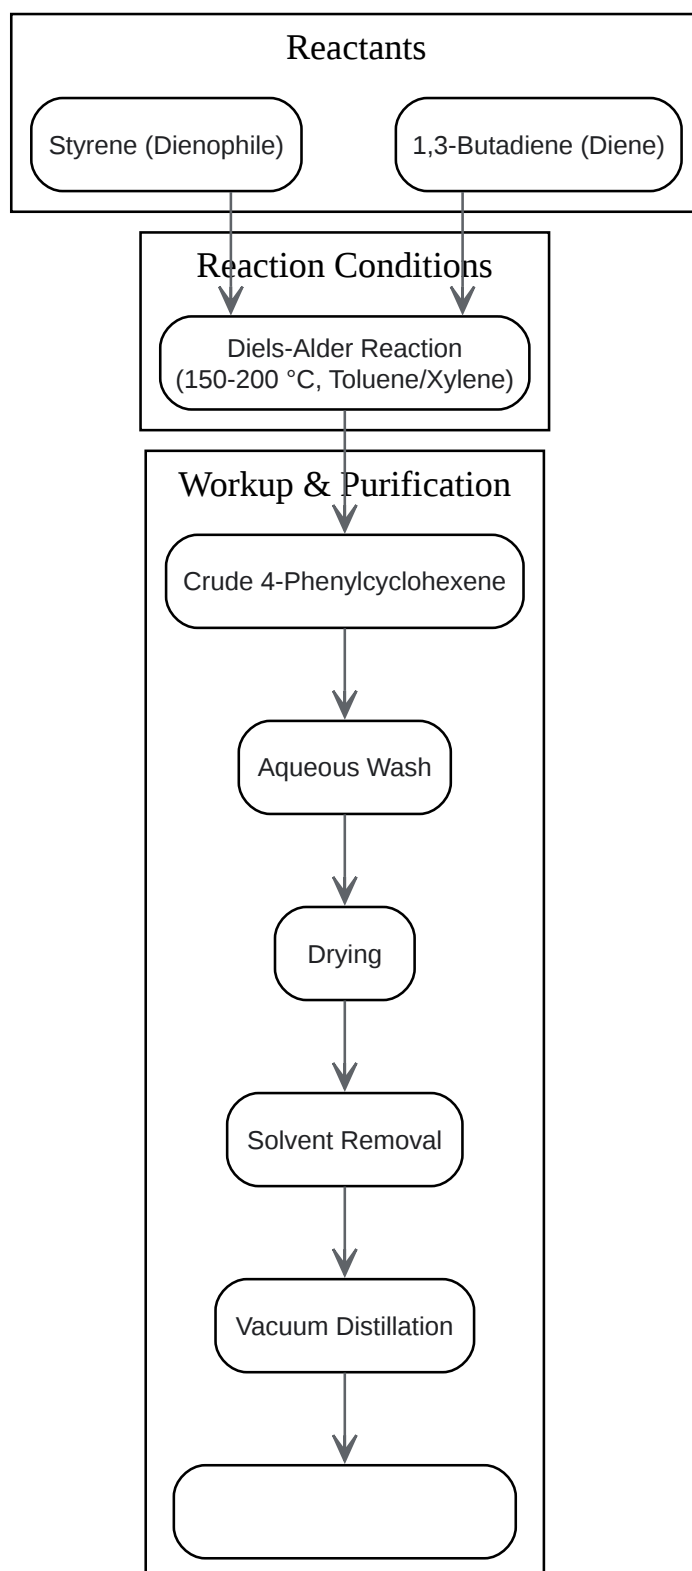 Reactants
Styrene (Dienophile)
1,3-Butadiene (Diene)
Reaction Conditions
Diels-Alder Reaction
(150-200 °C, Toluene/Xylene)
Workup & Purification
Crude 4-Phenylcyclohexene
Aqueous Wash
Drying
Solvent Removal
Vacuum Distillation